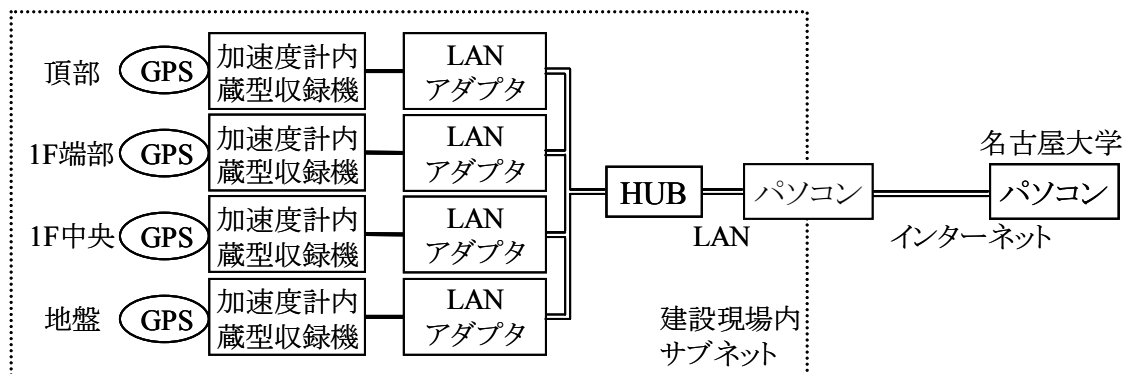 頂部 GPS 加速度計内蔵型収録機 LAN アダプタ
1F端部 GPS 加速度計内蔵型収録機 LAN アダプタ
1F中央 GPS 加速度計内蔵型収録機 LAN アダプタ
地盤 GPS 加速度計内蔵型収録機 LAN アダプタ
HUB
LAN
パソコン
インターネット
名古屋大学
パソコン
建設現場内
サブネット